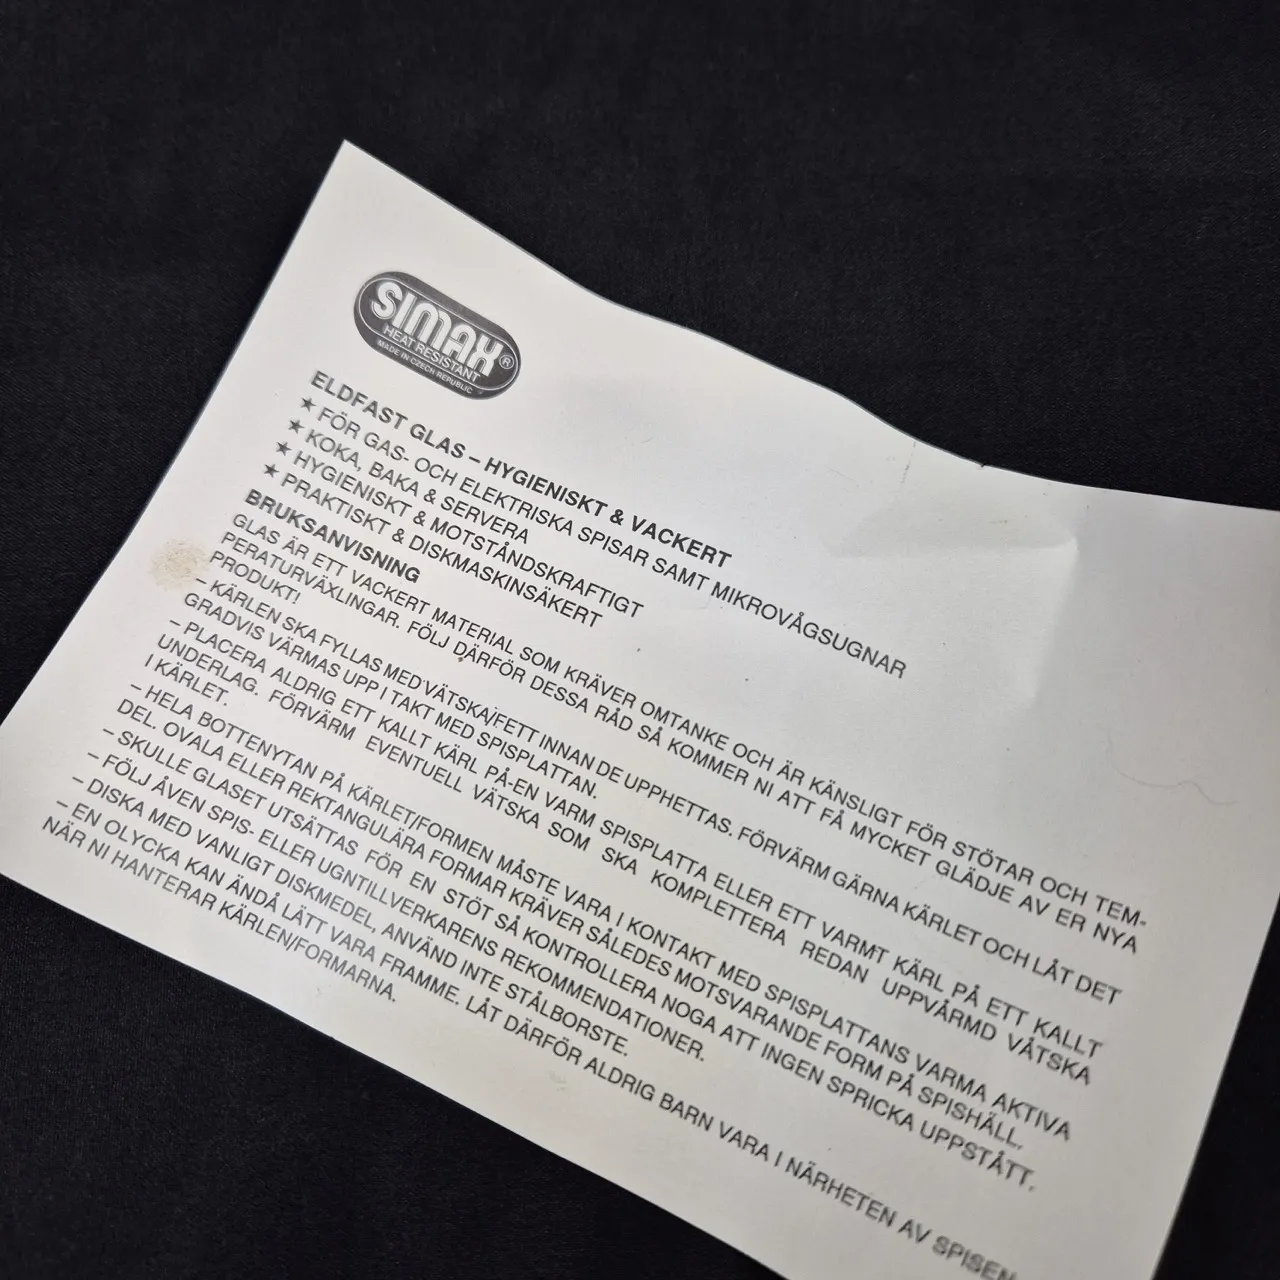 SIMAX®
HEAT RESISTANT
MADE IN CZECH REPUBLIC
ELDFAST GLAS – HYGIENISKT & VACKERT
★ FÖR GAS- OCH ELEKTRISKA SPISAR SAMT MIKROVÅGSUGNAR
★ KOKA, BAKA & SERVERA
★ HYGIENISKT & MOTSTÅNDSKRAFTIGT
★ PRAKTISKT & DISKMASKINSÄKERT
BRUKSANVISNING
GLAS ÄR ETT VACKERT MATERIAL SOM KRÄVER OMTANKE OCH ÄR KÄNSLIGT FÖR STÖTAR OCH TEM-
PERATURVÄXLINGAR. FÖLJ DÄRFÖR DESSA RÅD SÅ KOMMER NI ATT FÅ MYCKET GLÄDJE AV ER NYA
PRODUKT!
– KÄRLEN SKA FYLLAS MED VÄTSKA/FETT INNAN DE UPPHETTAS. FÖRVÄRM GÄRNA KÄRLET OCH LÅT DET
GRADVIS VÄRMAS UPP I TAKT MED SPISPLATTAN.
– PLACERA ALDRIG ETT KALLT KÄRL PÅ EN VARM SPISPLATTA ELLER ETT VARMT KÄRL PÅ ETT KALLT
UNDERLAG. FÖRVÄRM EVENTUELL VÄTSKA SOM SKA KOMPLETTERA REDAN UPPVÄRMD VÄTSKA
I KÄRLET.
– HELA BOTTENYTAN PÅ KÄRLET/FORMEN MÅSTE VARA I KONTAKT MED SPISPLATTANS VARMA AKTIVA
DEL. OVALA ELLER REKTANGULÄRA FORMAR KRÄVER SÅLEDES MOTSVARANDE FORM PÅ SPISHÄLL.
– SKULLE GLASET UTSÄTTAS FÖR EN STÖT SÅ KONTROLLERA NOGA ATT INGEN SPRICKA UPPSTÅTT.
– FÖLJ ÄVEN SPIS- ELLER UGNTILLVERKARENS REKOMMENDATIONER.
– DISKA MED VANLIGT DISKMEDEL, ANVÄND INTE STÅLBORSTE.
– EN OLYCKA KAN ÄNDÅ LÄTT VARA FRAMME. LÅT DÄRFÖR ALDRIG BARN VARA I NÄRHETEN AV SPISEN
NÄR NI HANTERAR KÄRLEN/FORMARNA.